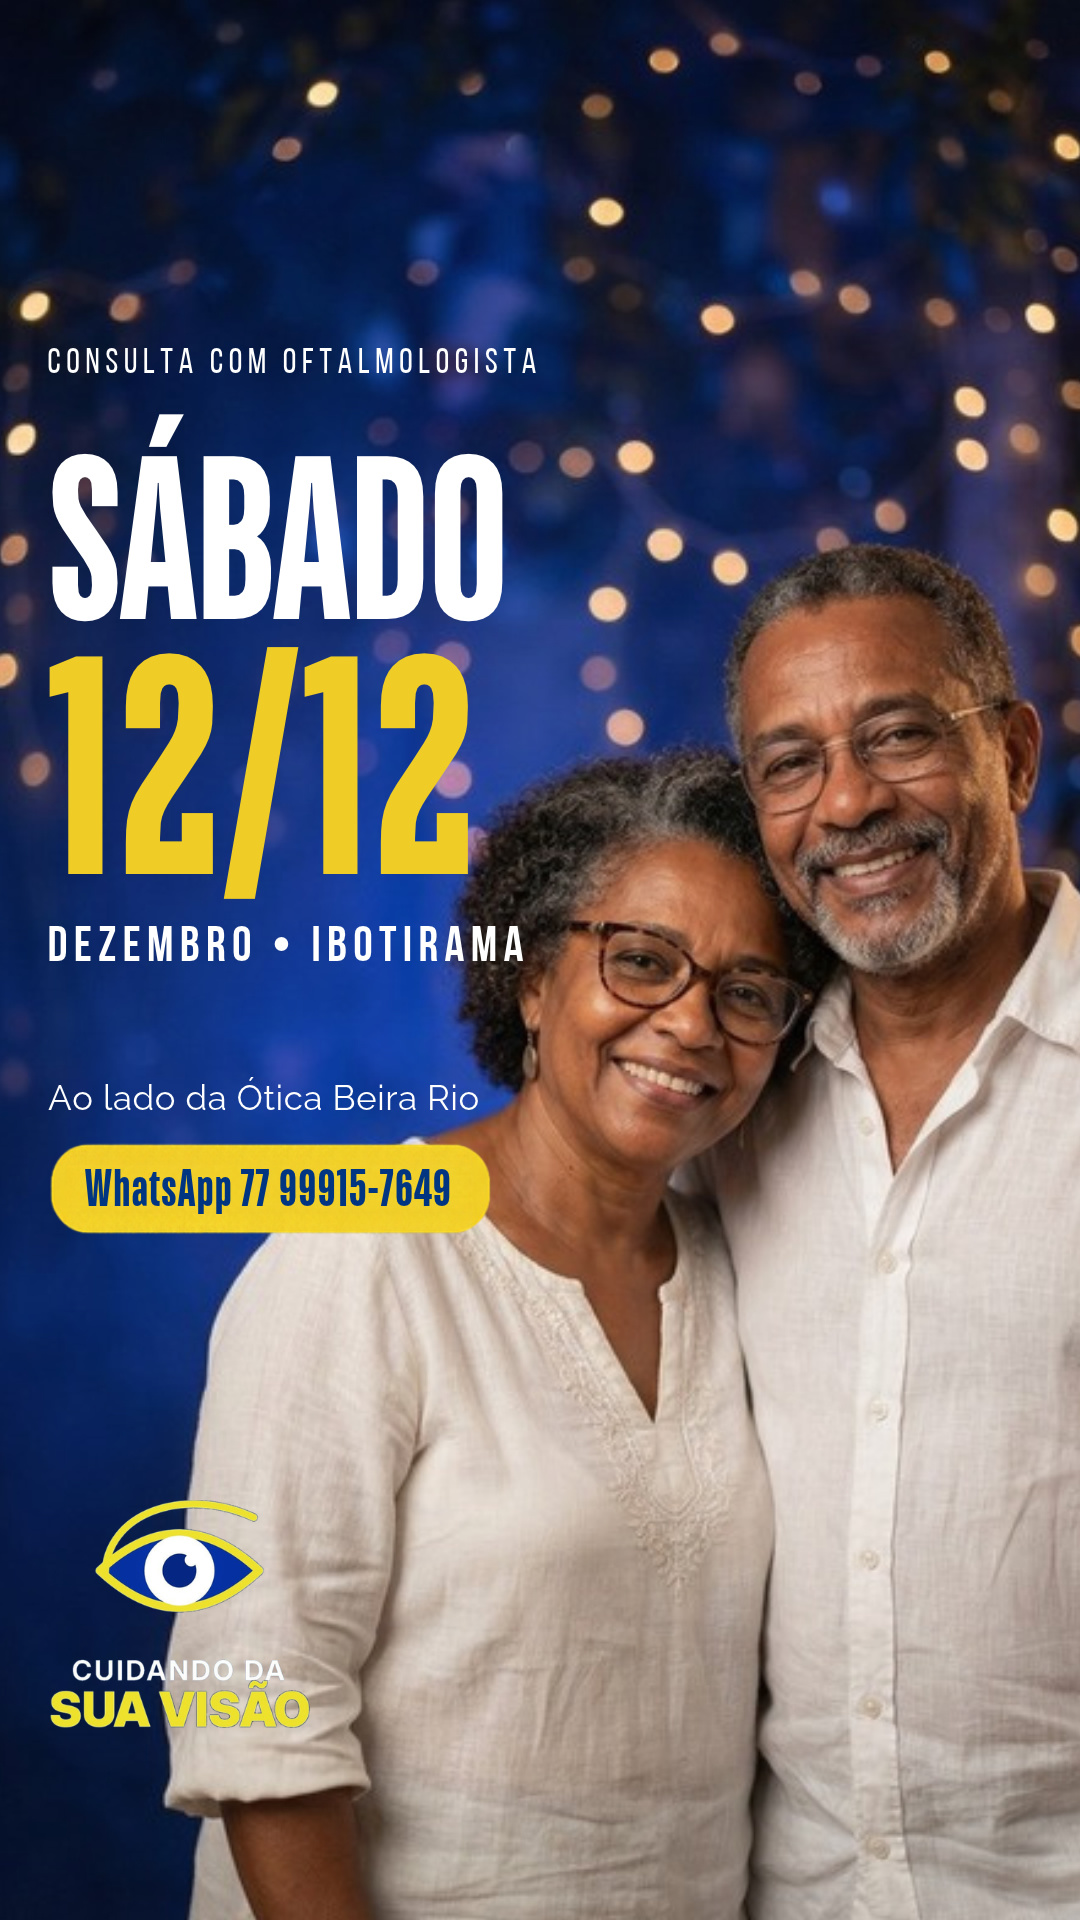 CONSULTA COM OFTALMOLOGISTA
SÁBADO
12/12
DEZEMBRO • IBOTIRAMA
Ao lado da Ótica Beira Rio
WhatsApp 77 99915-7649
CUIDANDO DA
SUA VISÃO